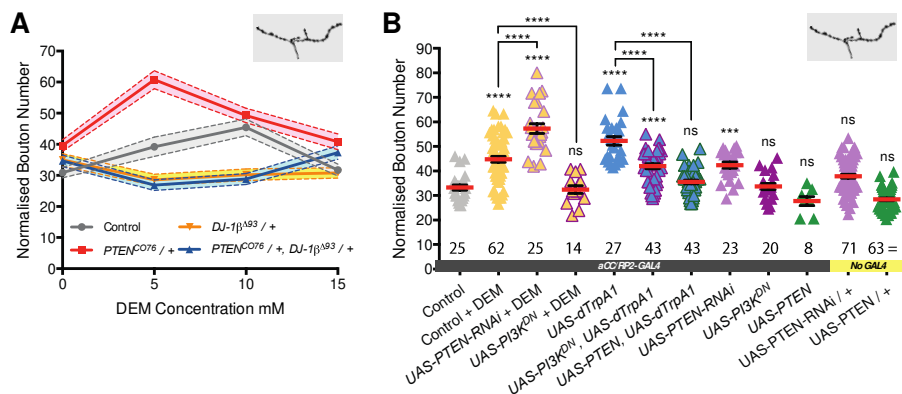 A
Normalised Bouton Number
70
60
50
40
30
20
10
0
Control
DJ-1β^Δ93 / +
PTEN^CO76 / +
PTEN^CO76 / +, DJ-1β^Δ93 / +
0
5
10
15
DEM Concentration mM
B
Normalised Bouton Number
90
80
70
60
50
40
30
20
10
0
****
****
****
****
****
****
****
ns
****
****
ns
***
ns
ns
ns
ns
25 62 25 14 27 43 43 23 20 8 71 63 =
aCC/RP2-GAL4
No GAL4
Control
Control + DEM
UAS-PTEN-RNAi + DEM
UAS-PI3K^DN + DEM
UAS-dTrpA1
UAS-PI3K^DN, UAS-dTrpA1
UAS-PTEN, UAS-dTrpA1
UAS-PTEN-RNAi
UAS-PI3K^DN
UAS-PTEN
UAS-PTEN-RNAi / +
UAS-PTEN / +